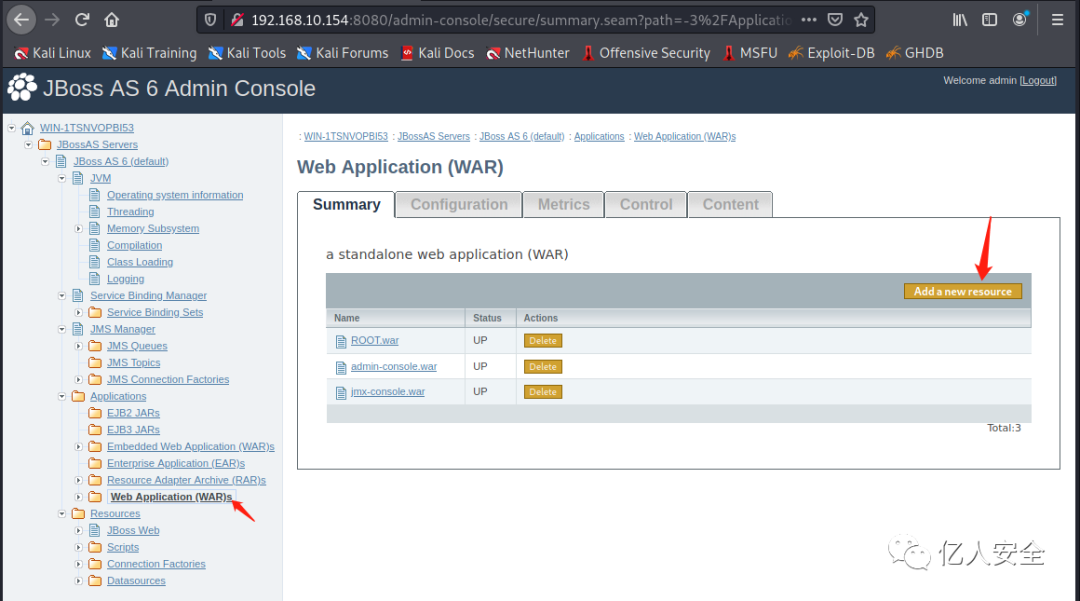 192.168.10.154:8080/admin-console/secure/summary.seam?path=-3%2FApplicatio
Kali Linux Kali Training Kali Tools Kali Forums Kali Docs NetHunter Offensive Security MSFU Exploit-DB GHDB
JBoss AS 6 Admin Console
Welcome admin [Logout]
WIN-1TSNVOPBI53
JBossAS Servers
JBoss AS 6 (default)
JVM
Operating system information
Threading
Memory Subsystem
Compilation
Class Loading
Logging
Service Binding Manager
Service Binding Sets
JMS Manager
JMS Queues
JMS Topics
JMS Connection Factories
Applications
EJB2 JARs
EJB3 JARs
Embedded Web Application (WAR)s
Enterprise Application (EAR)s
Resource Adapter Archive (RAR)s
Web Application (WAR)s
Resources
JBoss Web
Scripts
Connection Factories
Datasources
: WIN-1TSNVOPBI53 : JBossAS Servers : JBoss AS 6 (default) : Applications : Web Application (WAR)s
Web Application (WAR)
Summary Configuration Metrics Control Content
a standalone web application (WAR)
Add a new resource
Name Status Actions
ROOT.war UP Delete
admin-console.war UP Delete
jmx-console.war UP Delete
Total:3
亿人安全